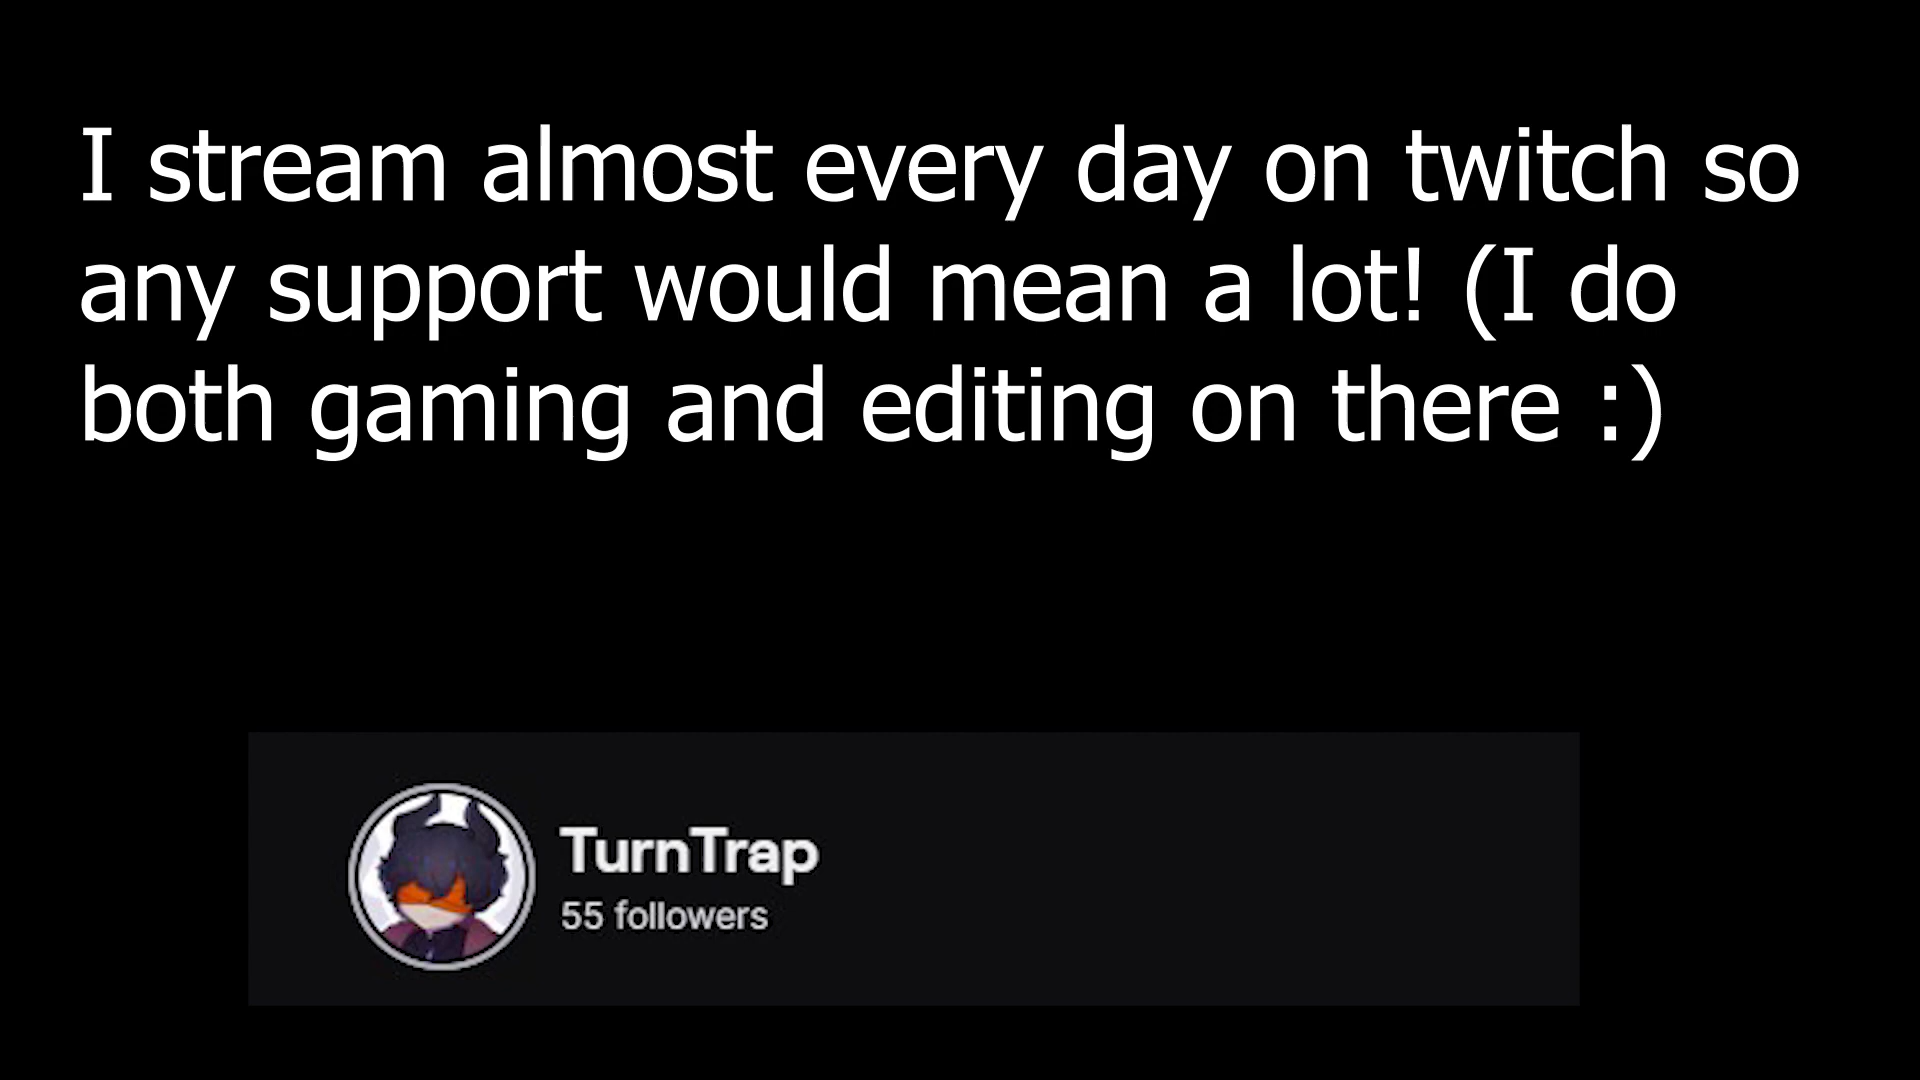 I stream almost every day on twitch so
any support would mean a lot! (I do
both gaming and editing on there :)
TurnTrap
55 followers